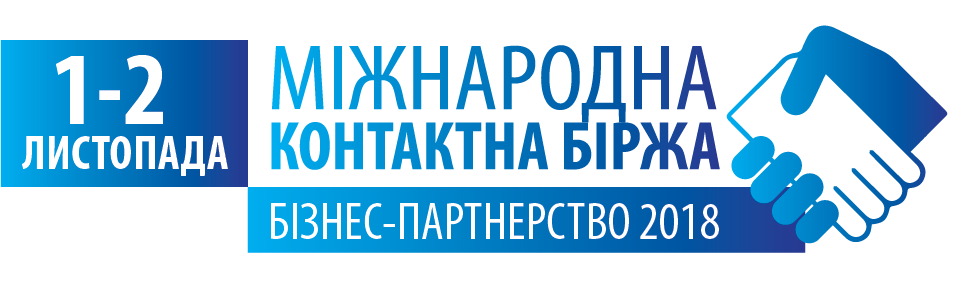 1-2
ЛИСТОПАДА
МІЖНАРОДНА
КОНТАКТНА БІРЖА
БІЗНЕС-ПАРТНЕРСТВО 2018